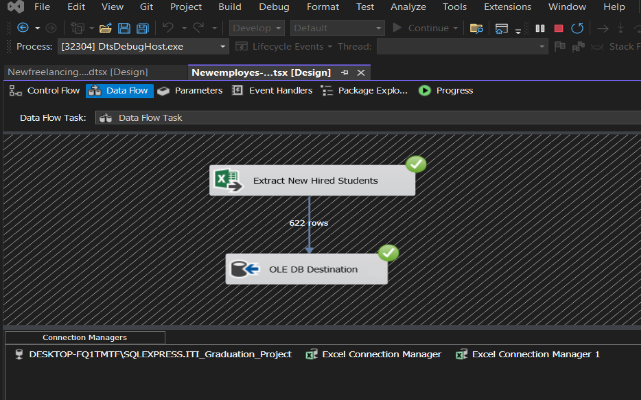 File Edit View Git Project Build Debug Format Test Analyze Tools Extensions Window Help
Develop Default Continue
Process: [32304] DtsDebugHost.exe Lifecycle Events Thread: Stack F
Newfreelancing....dtsx [Design] Newemployes-...tsx [Design]
Control Flow Data Flow Parameters Event Handlers Package Explo... Progress
Data Flow Task: Data Flow Task
Extract New Hired Students
622 rows
OLE DB Destination
Connection Managers
DESKTOP-FQ1TMTF\SQLEXPRESS.ITI_Graduation_Project Excel Connection Manager Excel Connection Manager 1